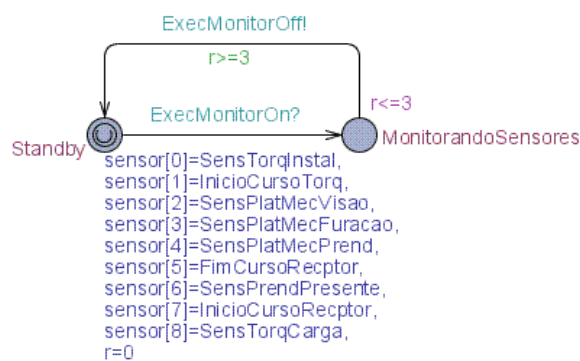 ExecMonitorOff!
r>=3
r<=3
ExecMonitorOn?
Standby
MonitorandoSensores
sensor[0]=SensTorqInstal,
sensor[1]=InicioCursoTorq,
sensor[2]=SensPlatMecVisao,
sensor[3]=SensPlatMecFuracao,
sensor[4]=SensPlatMecPrend,
sensor[5]=FimCursoRecptor,
sensor[6]=SensPrendPresente,
sensor[7]=InicioCursoRecptor,
sensor[8]=SensTorqCarga,
r=0